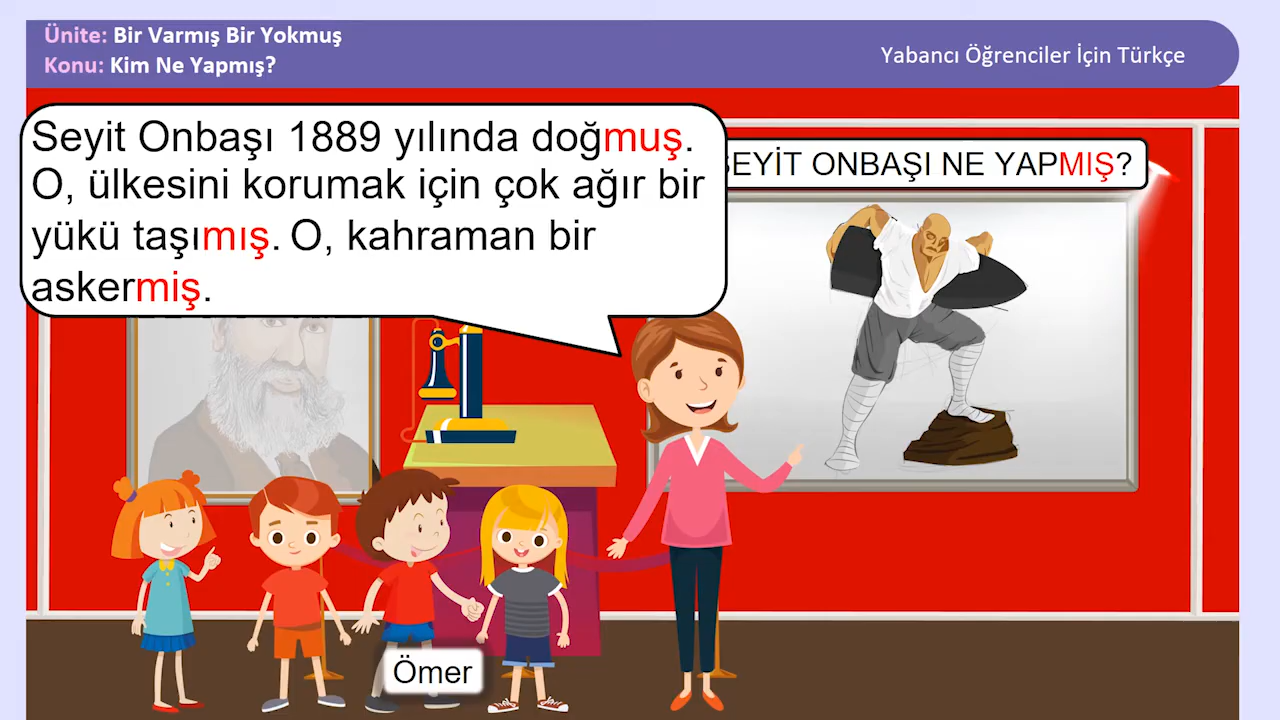 Ünite: Bir Varmış Bir Yokmuş
Konu: Kim Ne Yapmış?
Yabancı Öğrenciler İçin Türkçe
Seyit Onbaşı 1889 yılında doğmuş.
O, ülkesini korumak için çok ağır bir
yükü taşımış. O, kahraman bir
askermiş.
SEYİT ONBAŞI NE YAPMIŞ?
Ömer